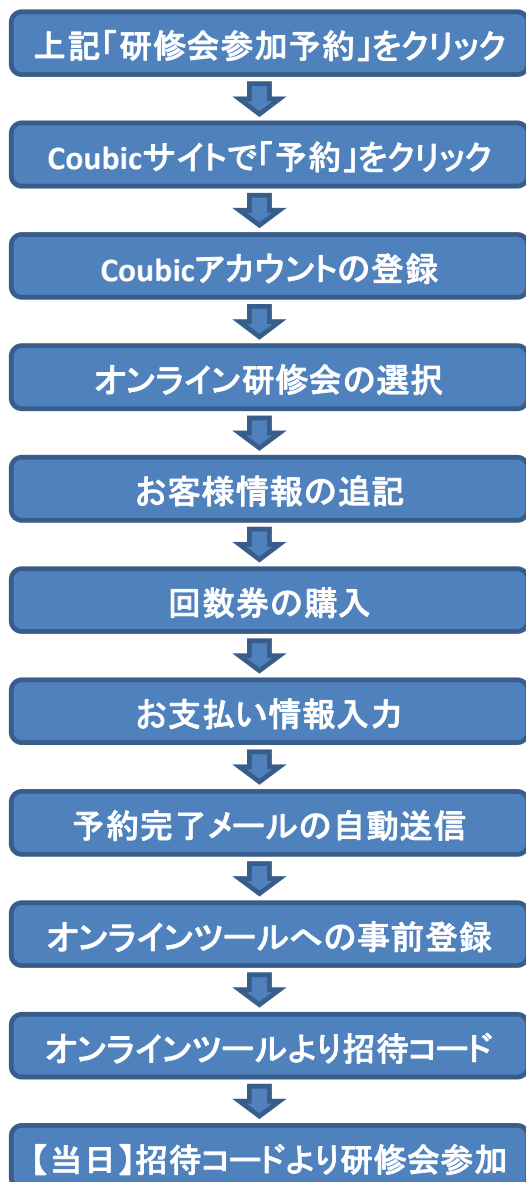 上記「研修会参加予約」をクリック
Coubicサイトで「予約」をクリック
Coubicアカウントの登録
オンライン研修会の選択
お客様情報の追記
回数券の購入
お支払い情報入力
予約完了メールの自動送信
オンラインツールへの事前登録
オンラインツールより招待コード
【当日】招待コードより研修会参加